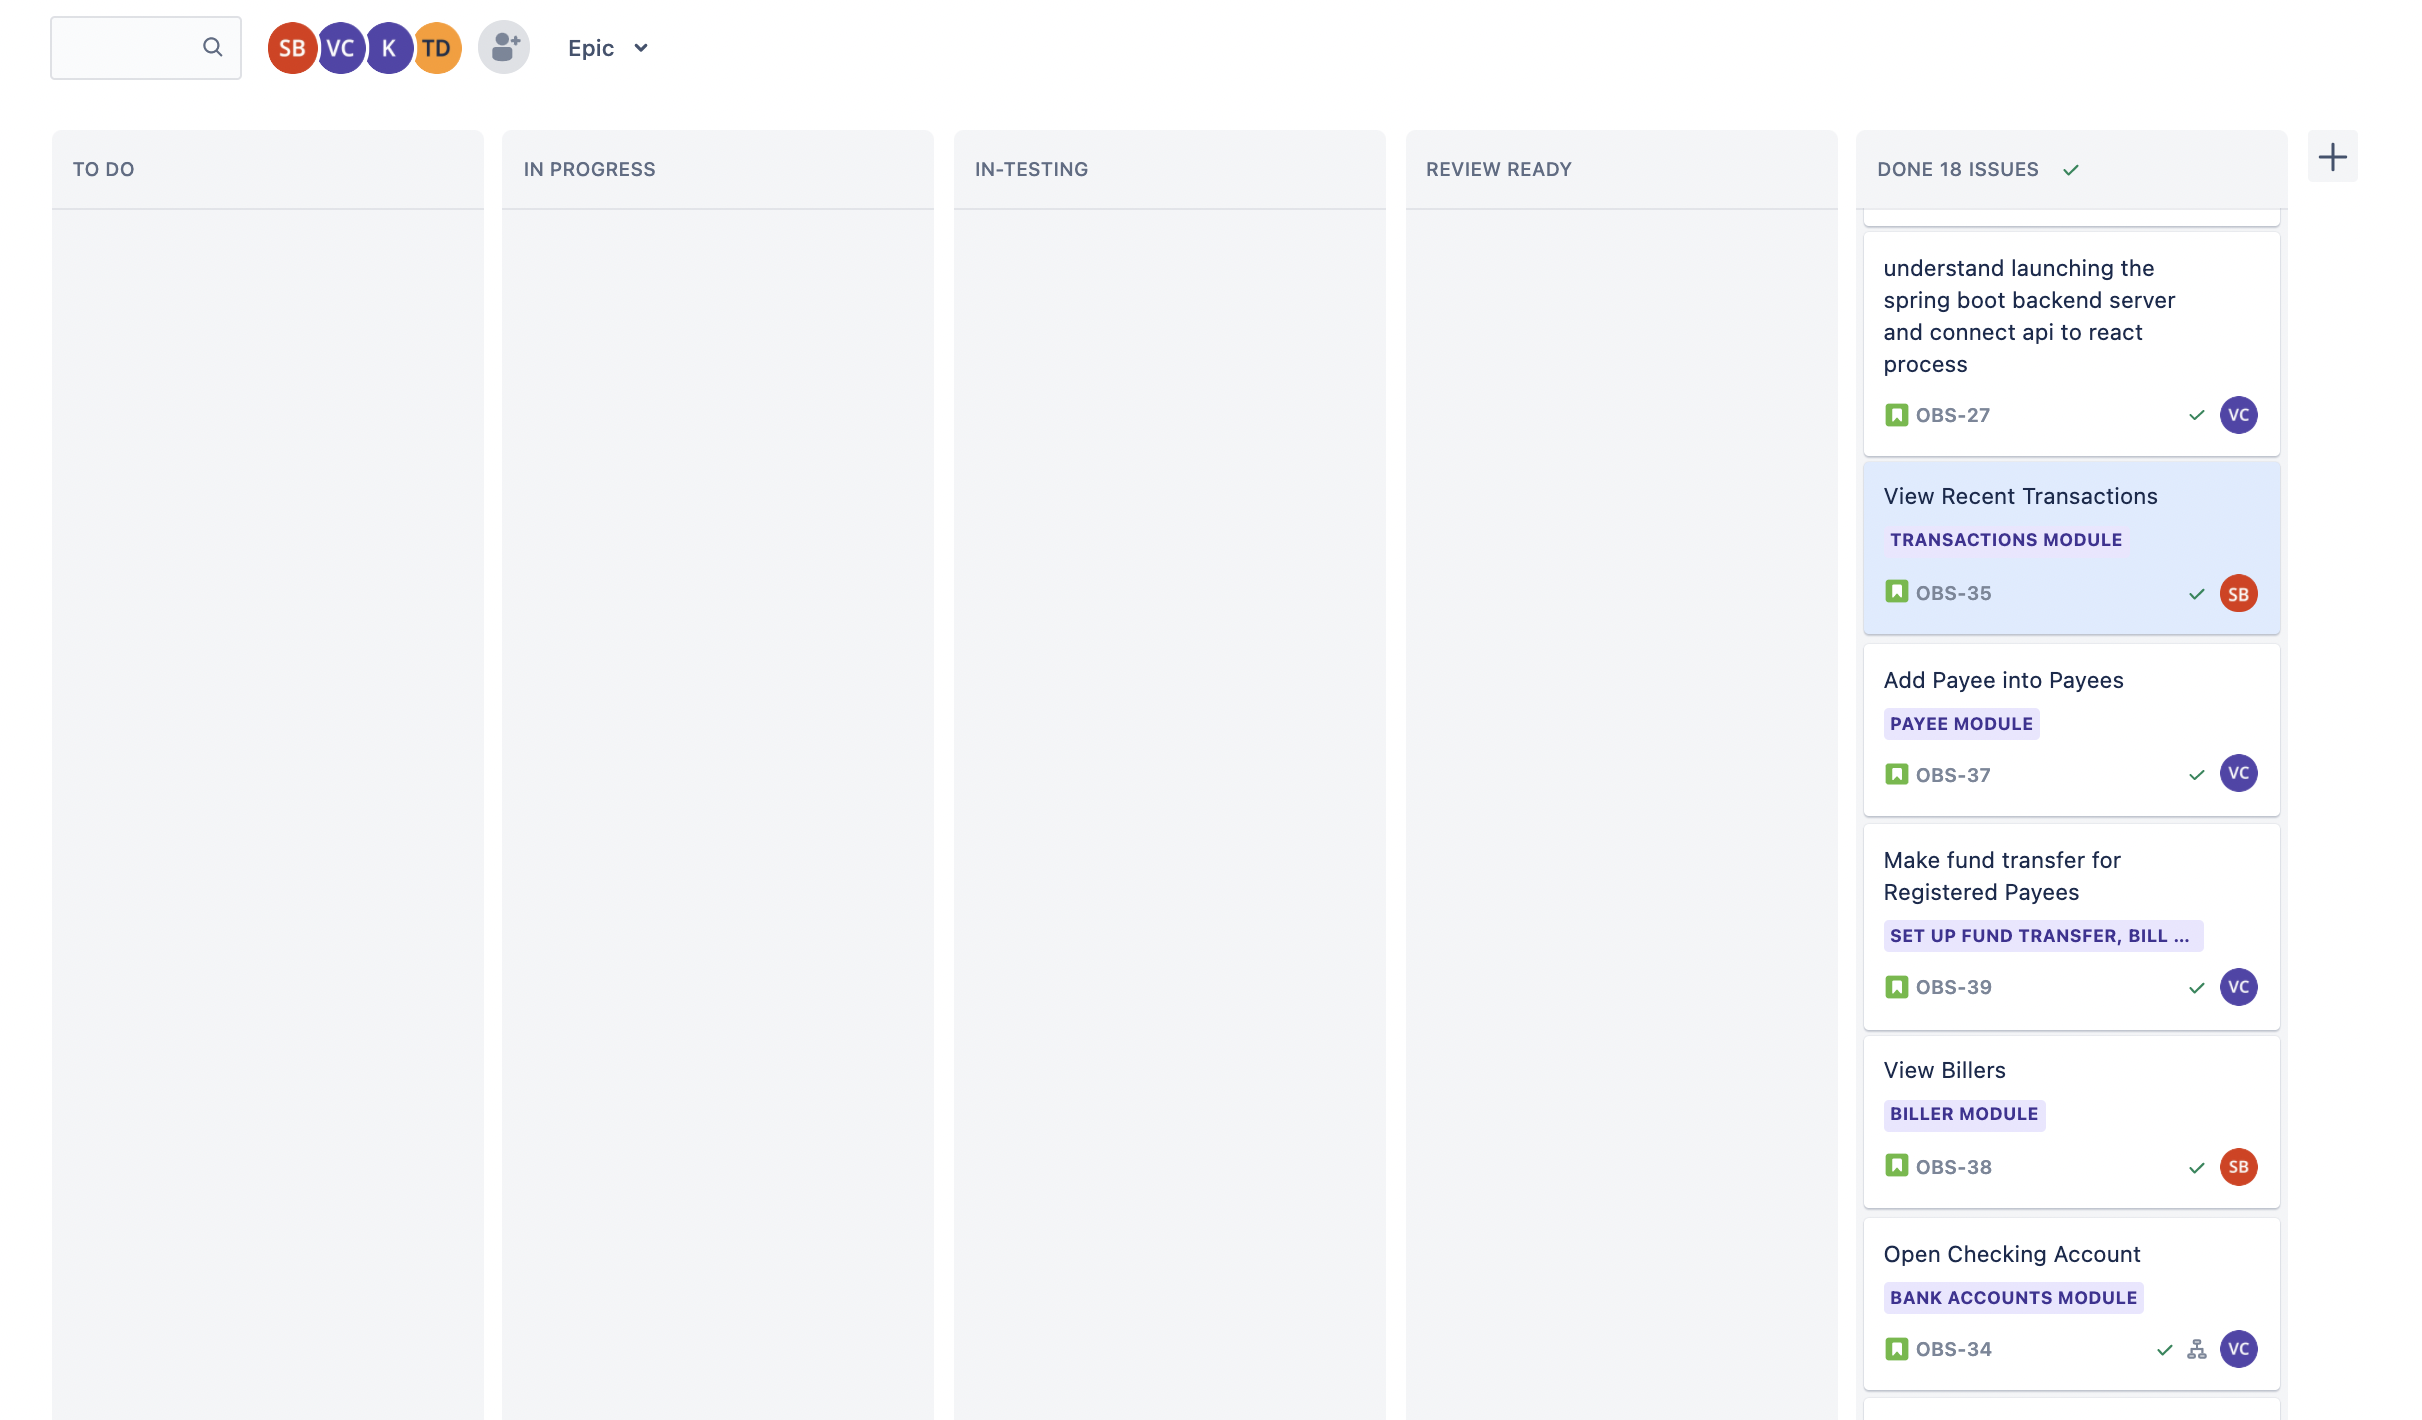 SB VC K TD Epic
TO DO
IN PROGRESS
IN-TESTING
REVIEW READY
DONE 18 ISSUES
understand launching the
spring boot backend server
and connect api to react
process
OBS-27 VC
View Recent Transactions
TRANSACTIONS MODULE
OBS-35 SB
Add Payee into Payees
PAYEE MODULE
OBS-37 VC
Make fund transfer for
Registered Payees
SET UP FUND TRANSFER, BILL ...
OBS-39 VC
View Billers
BILLER MODULE
OBS-38 SB
Open Checking Account
BANK ACCOUNTS MODULE
OBS-34 VC